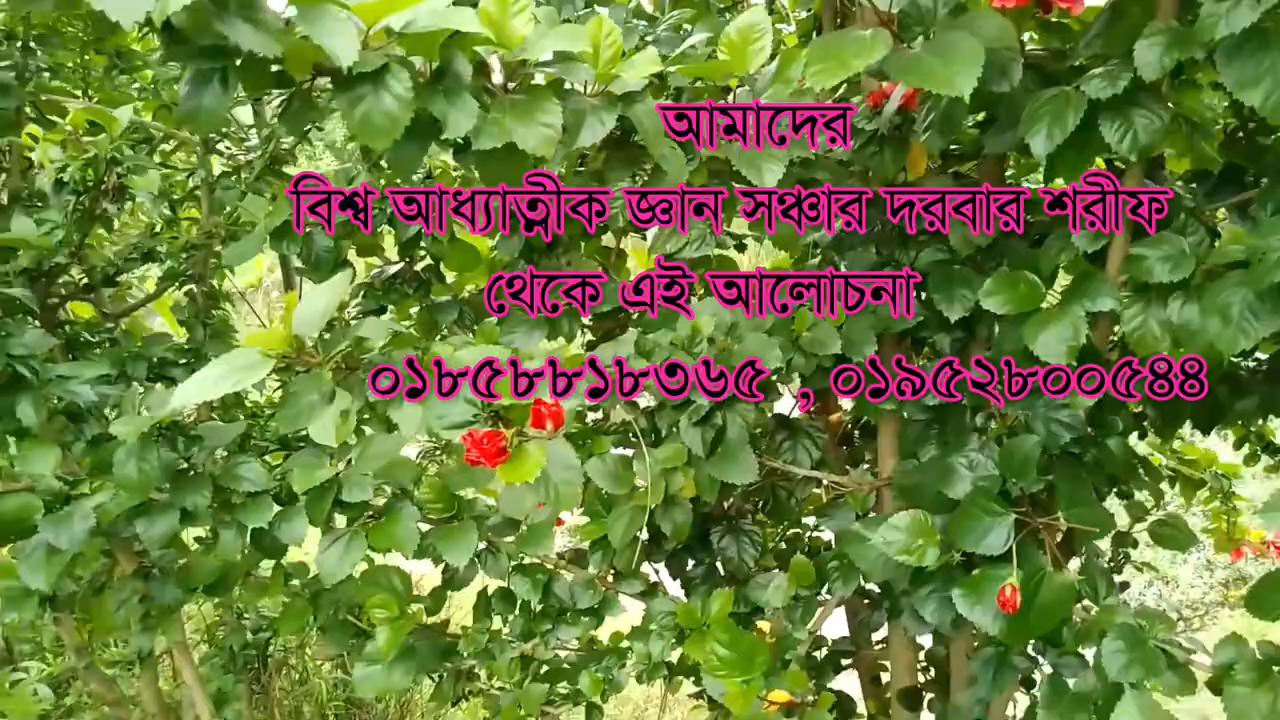 আমাদের
বিশ্ব আধ্যাত্নীক জ্ঞান সঞ্চার দরবার শরীফ
থেকে এই আলোচনা
০১৮৫৮৮১৮৩৬৫ , ০১৯৫২৮০০৫৪৪